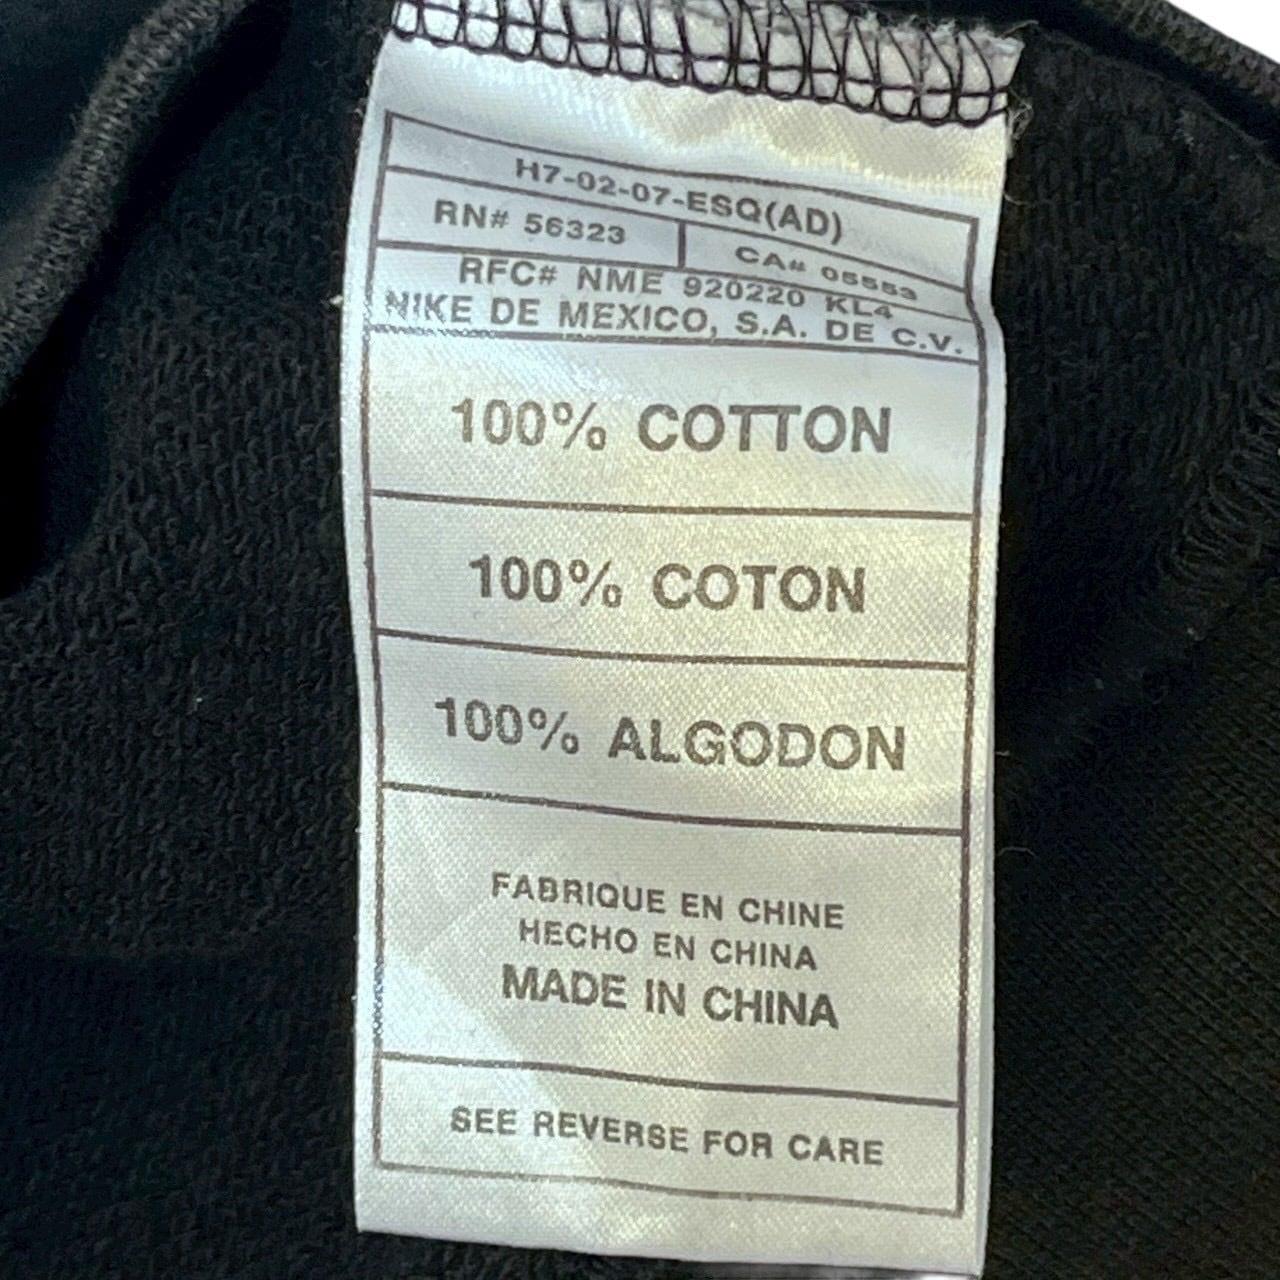 H7-02-07-ESQ(AD)
RN# 56323
CA# 05553
RFC# NME 920220 KL4
NIKE DE MEXICO, S.A. DE C.V.
100% COTTON
100% COTON
100% ALGODON
FABRIQUE EN CHINE
HECHO EN CHINA
MADE IN CHINA
SEE REVERSE FOR CARE